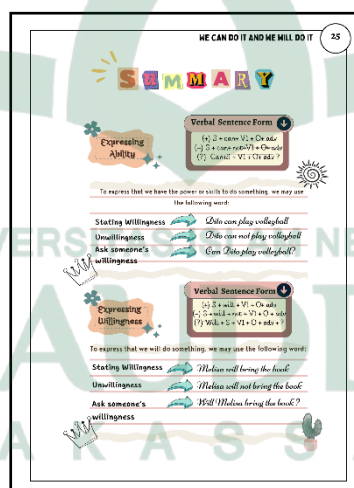 WE CAN DO IT AND WE WILL DO IT
25
SUMMARY
Expressing
Ability
Verbal Sentence Form
(+) S + can + V1 + O + adv
(-) S + can + not + V1 + O + adv
(?) Can + S + V1 + O + adv ?
To express that we have the power or skills to do something, we may use
the following word:
Stating Willingness
Dito can play volleyball
Unwillingness
Dito can not play volleyball
Ask someone's
willingness
Can Dito play volleyball?
Expressing
Willingness
Verbal Sentence Form
(+) S + will + V1 + O + adv
(-) S + will + not + V1 + O + adv
(?) Will + S + V1 + O + adv + ?
To express that we will do something, we may use the following word:
Stating Willingness
Melisa will bring the book
Unwillingness
Melisa will not bring the book
Ask someone's
willingness
Will Melisa bring the book?
AKASSA